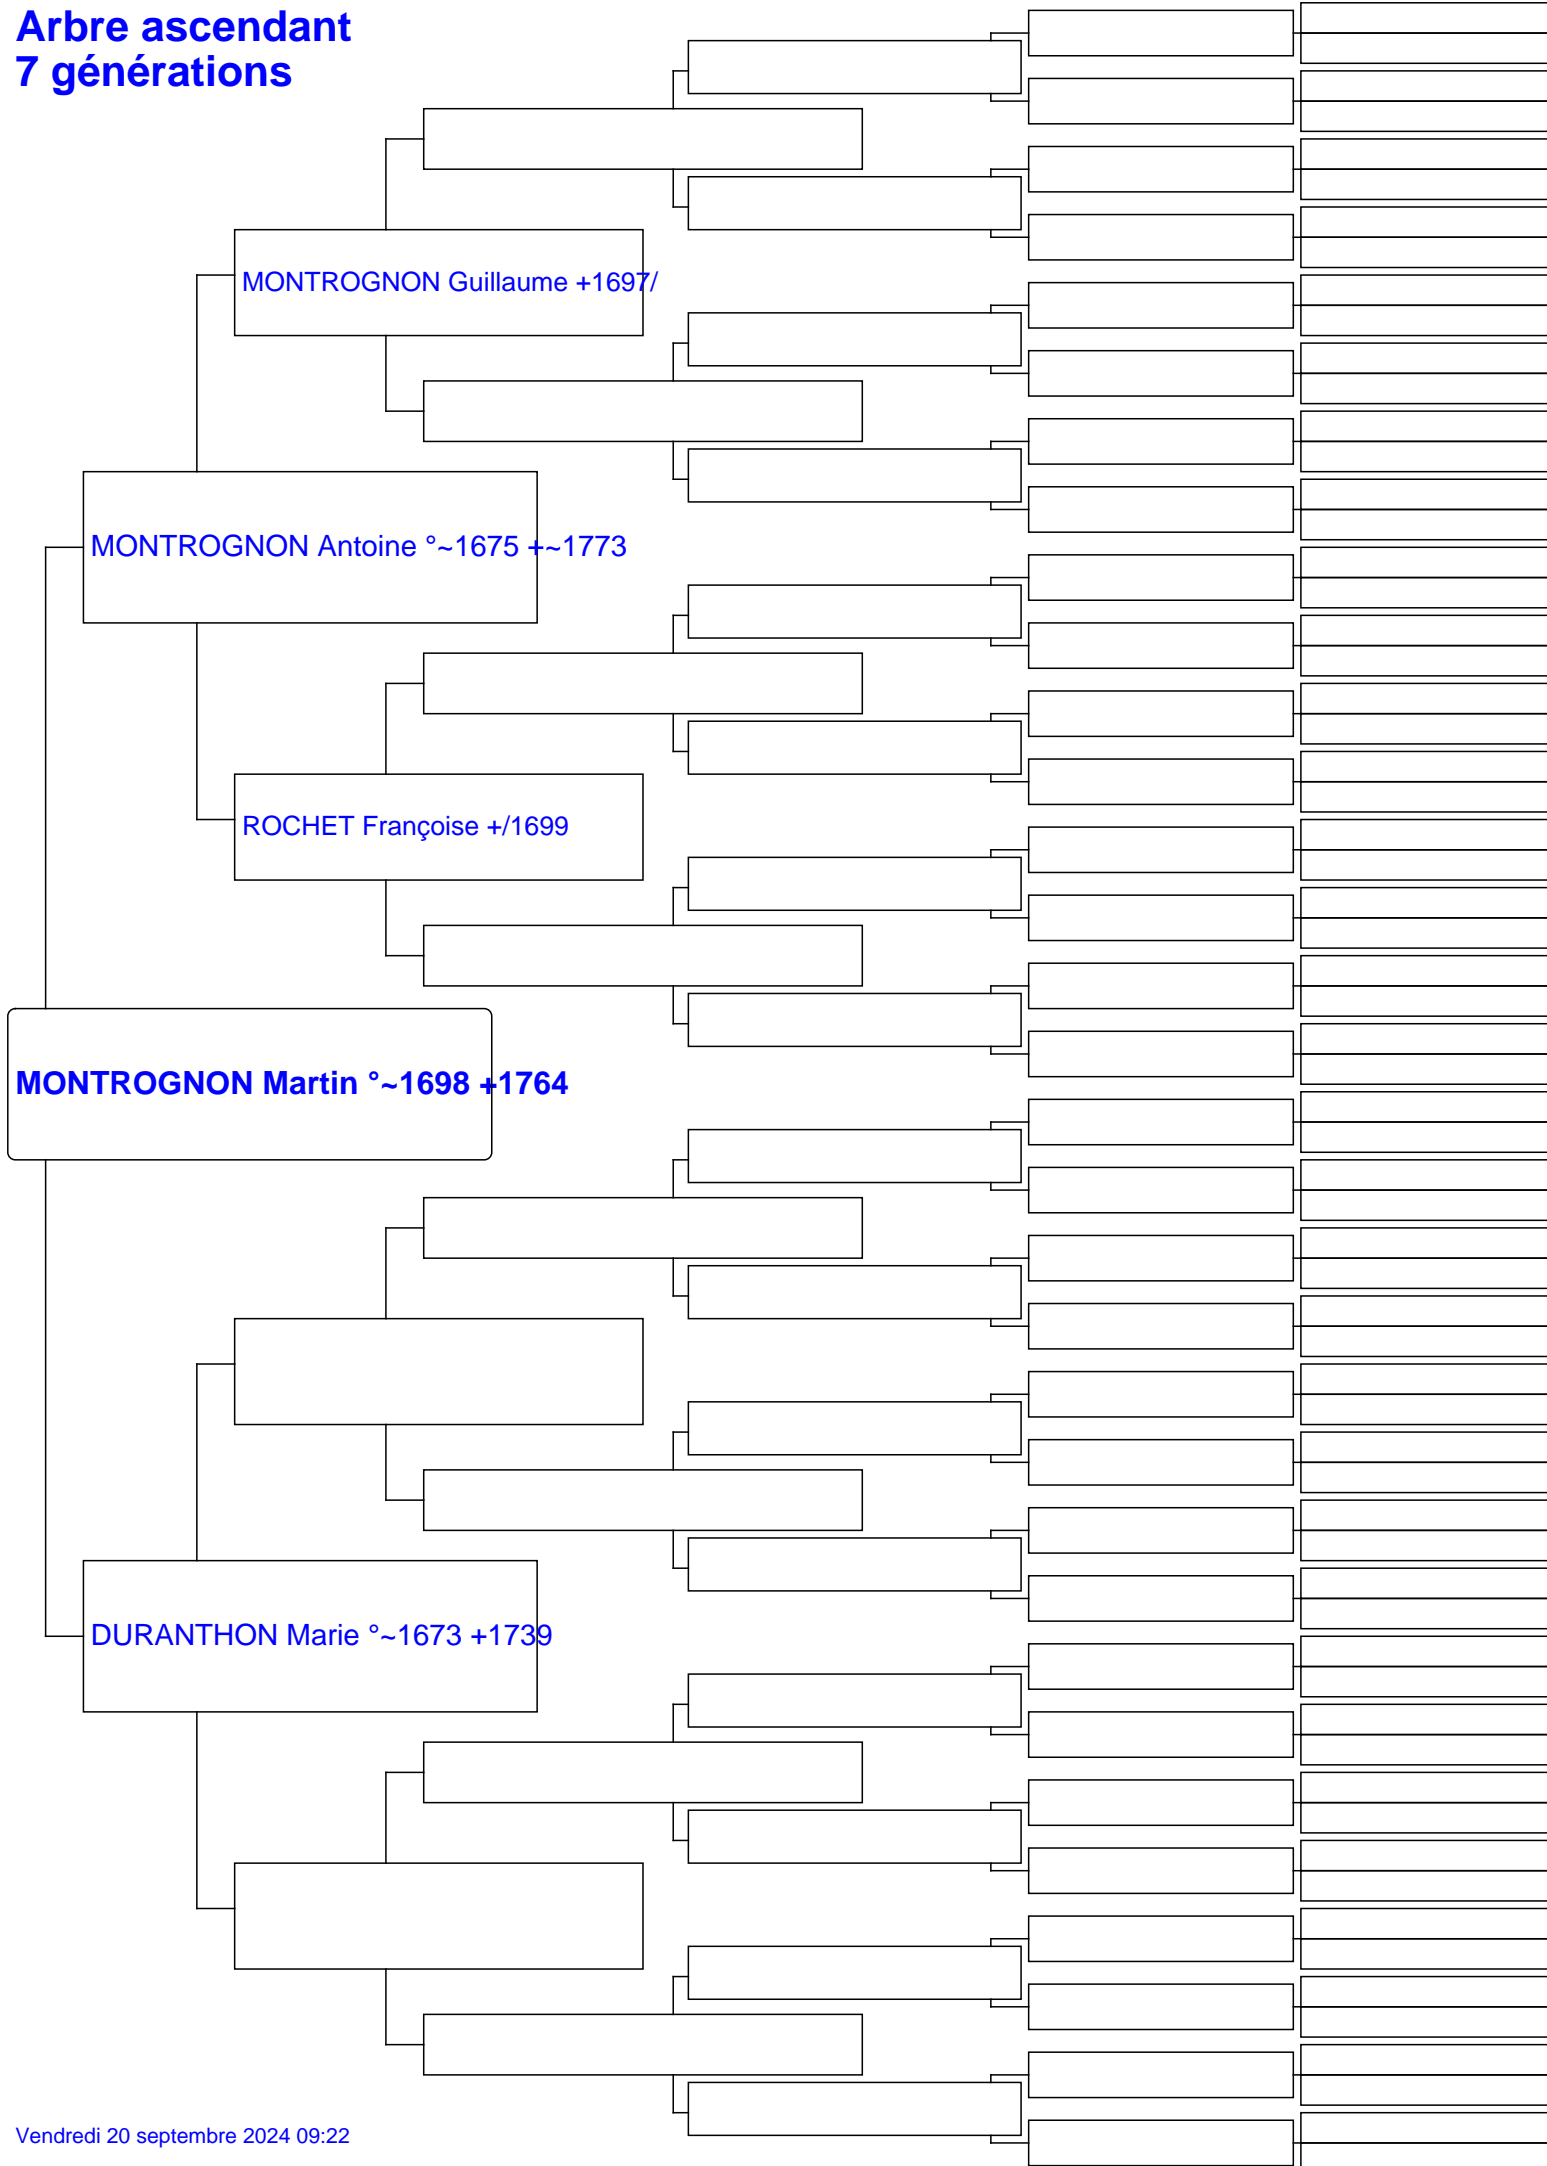 Arbre ascendant
7 générations
MONTROGNON Guillaume +1697/
MONTROGNON Antoine °~1675 +~1773
ROCHET Françoise +/1699
MONTROGNON Martin °~1698 +1764
DURANTHON Marie °~1673 +1739
Vendredi 20 septembre 2024 09:22